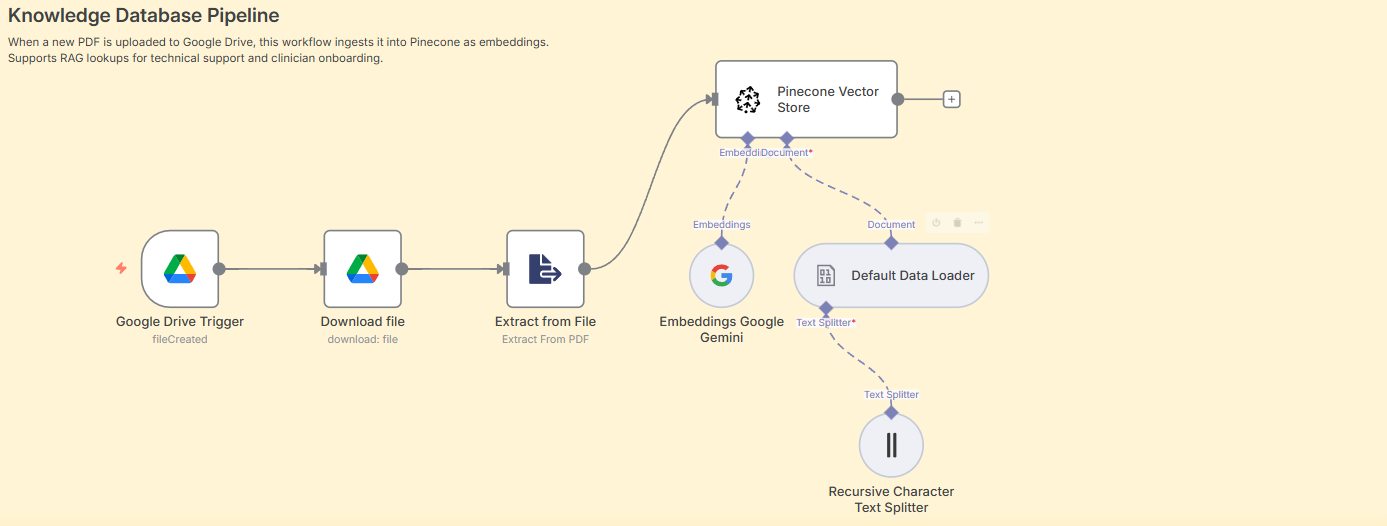 Knowledge Database Pipeline
When a new PDF is uploaded to Google Drive, this workflow ingests it into Pinecone as embeddings.
Supports RAG lookups for technical support and clinician onboarding.
Pinecone Vector
Store
Embeddi
Document*
Embeddings
Document
Default Data Loader
Google Drive Trigger
fileCreated
Download file
download: file
Extract from File
Extract From PDF
Embeddings Google
Gemini
Text Splitter*
Text Splitter
Recursive Character
Text Splitter